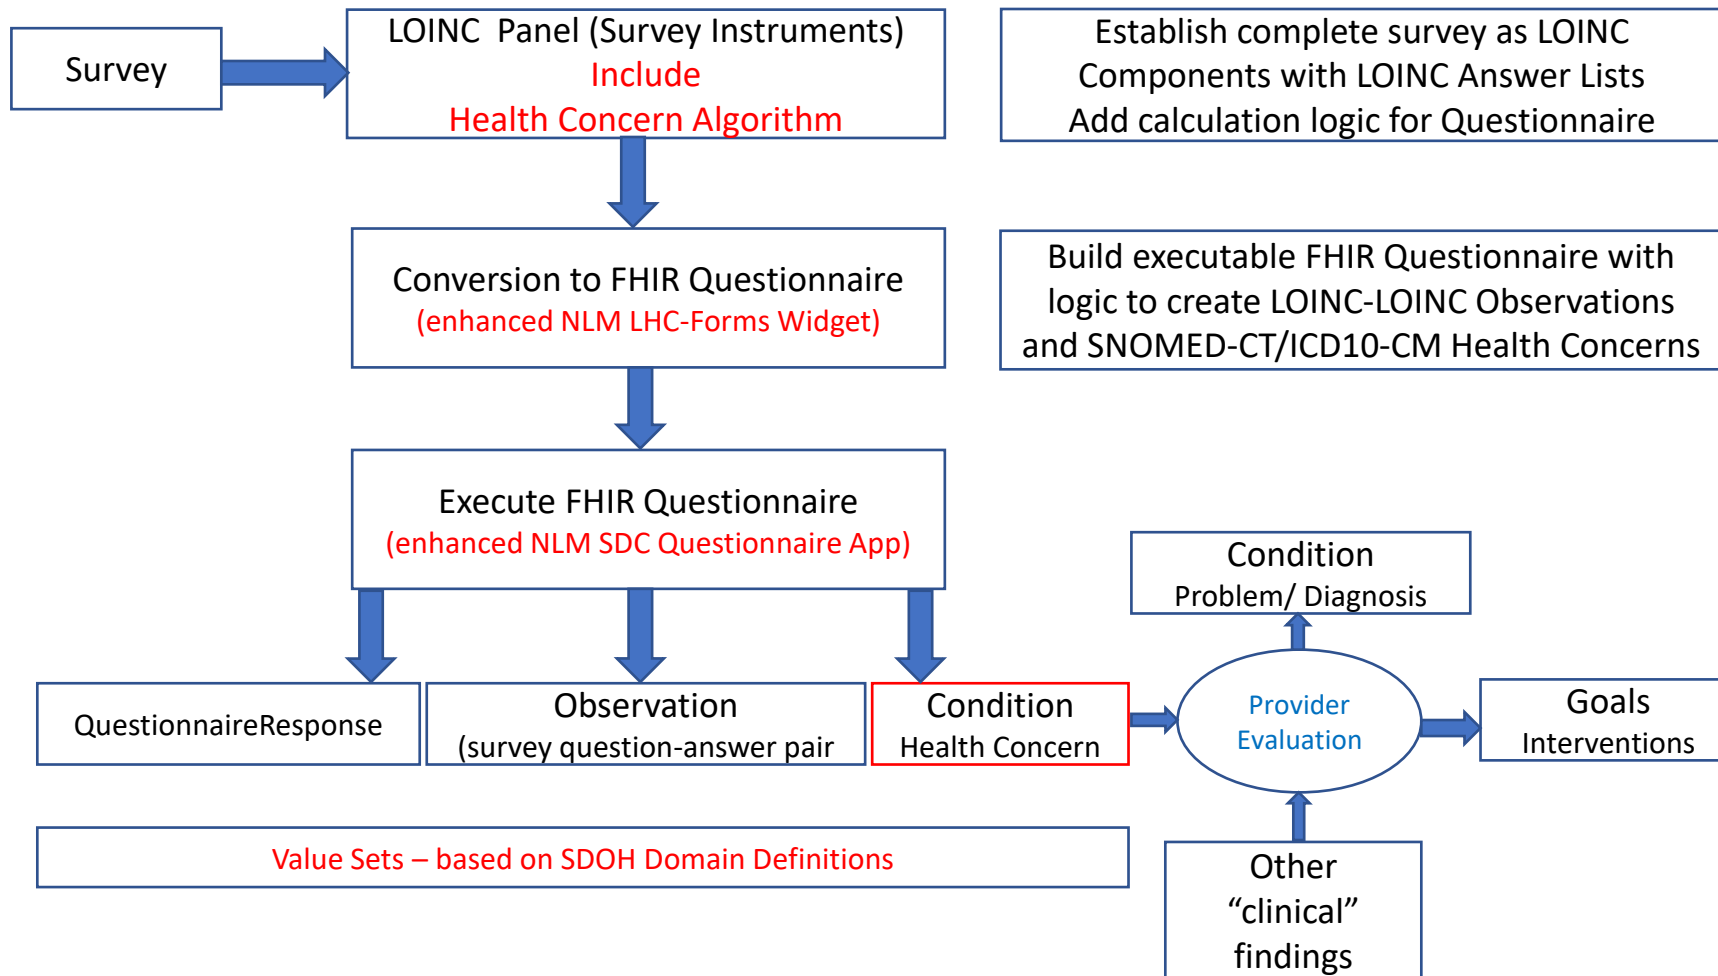 Survey
LOINC  Panel (Survey Instruments)
Include
Health Concern Algorithm
Establish complete survey as LOINC
Components with LOINC Answer Lists
Add calculation logic for Questionnaire
Conversion to FHIR Questionnaire
(enhanced NLM LHC-Forms Widget)
Build executable FHIR Questionnaire with
logic to create LOINC-LOINC Observations
and SNOMED-CT/ICD10-CM Health Concerns
Execute FHIR Questionnaire
(enhanced NLM SDC Questionnaire App)
Condition
Problem/ Diagnosis
QuestionnaireResponse
Observation
(survey question-answer pair
Condition
Health Concern
Provider
Evaluation
Goals
Interventions
Value Sets – based on SDOH Domain Definitions
Other
“clinical”
findings